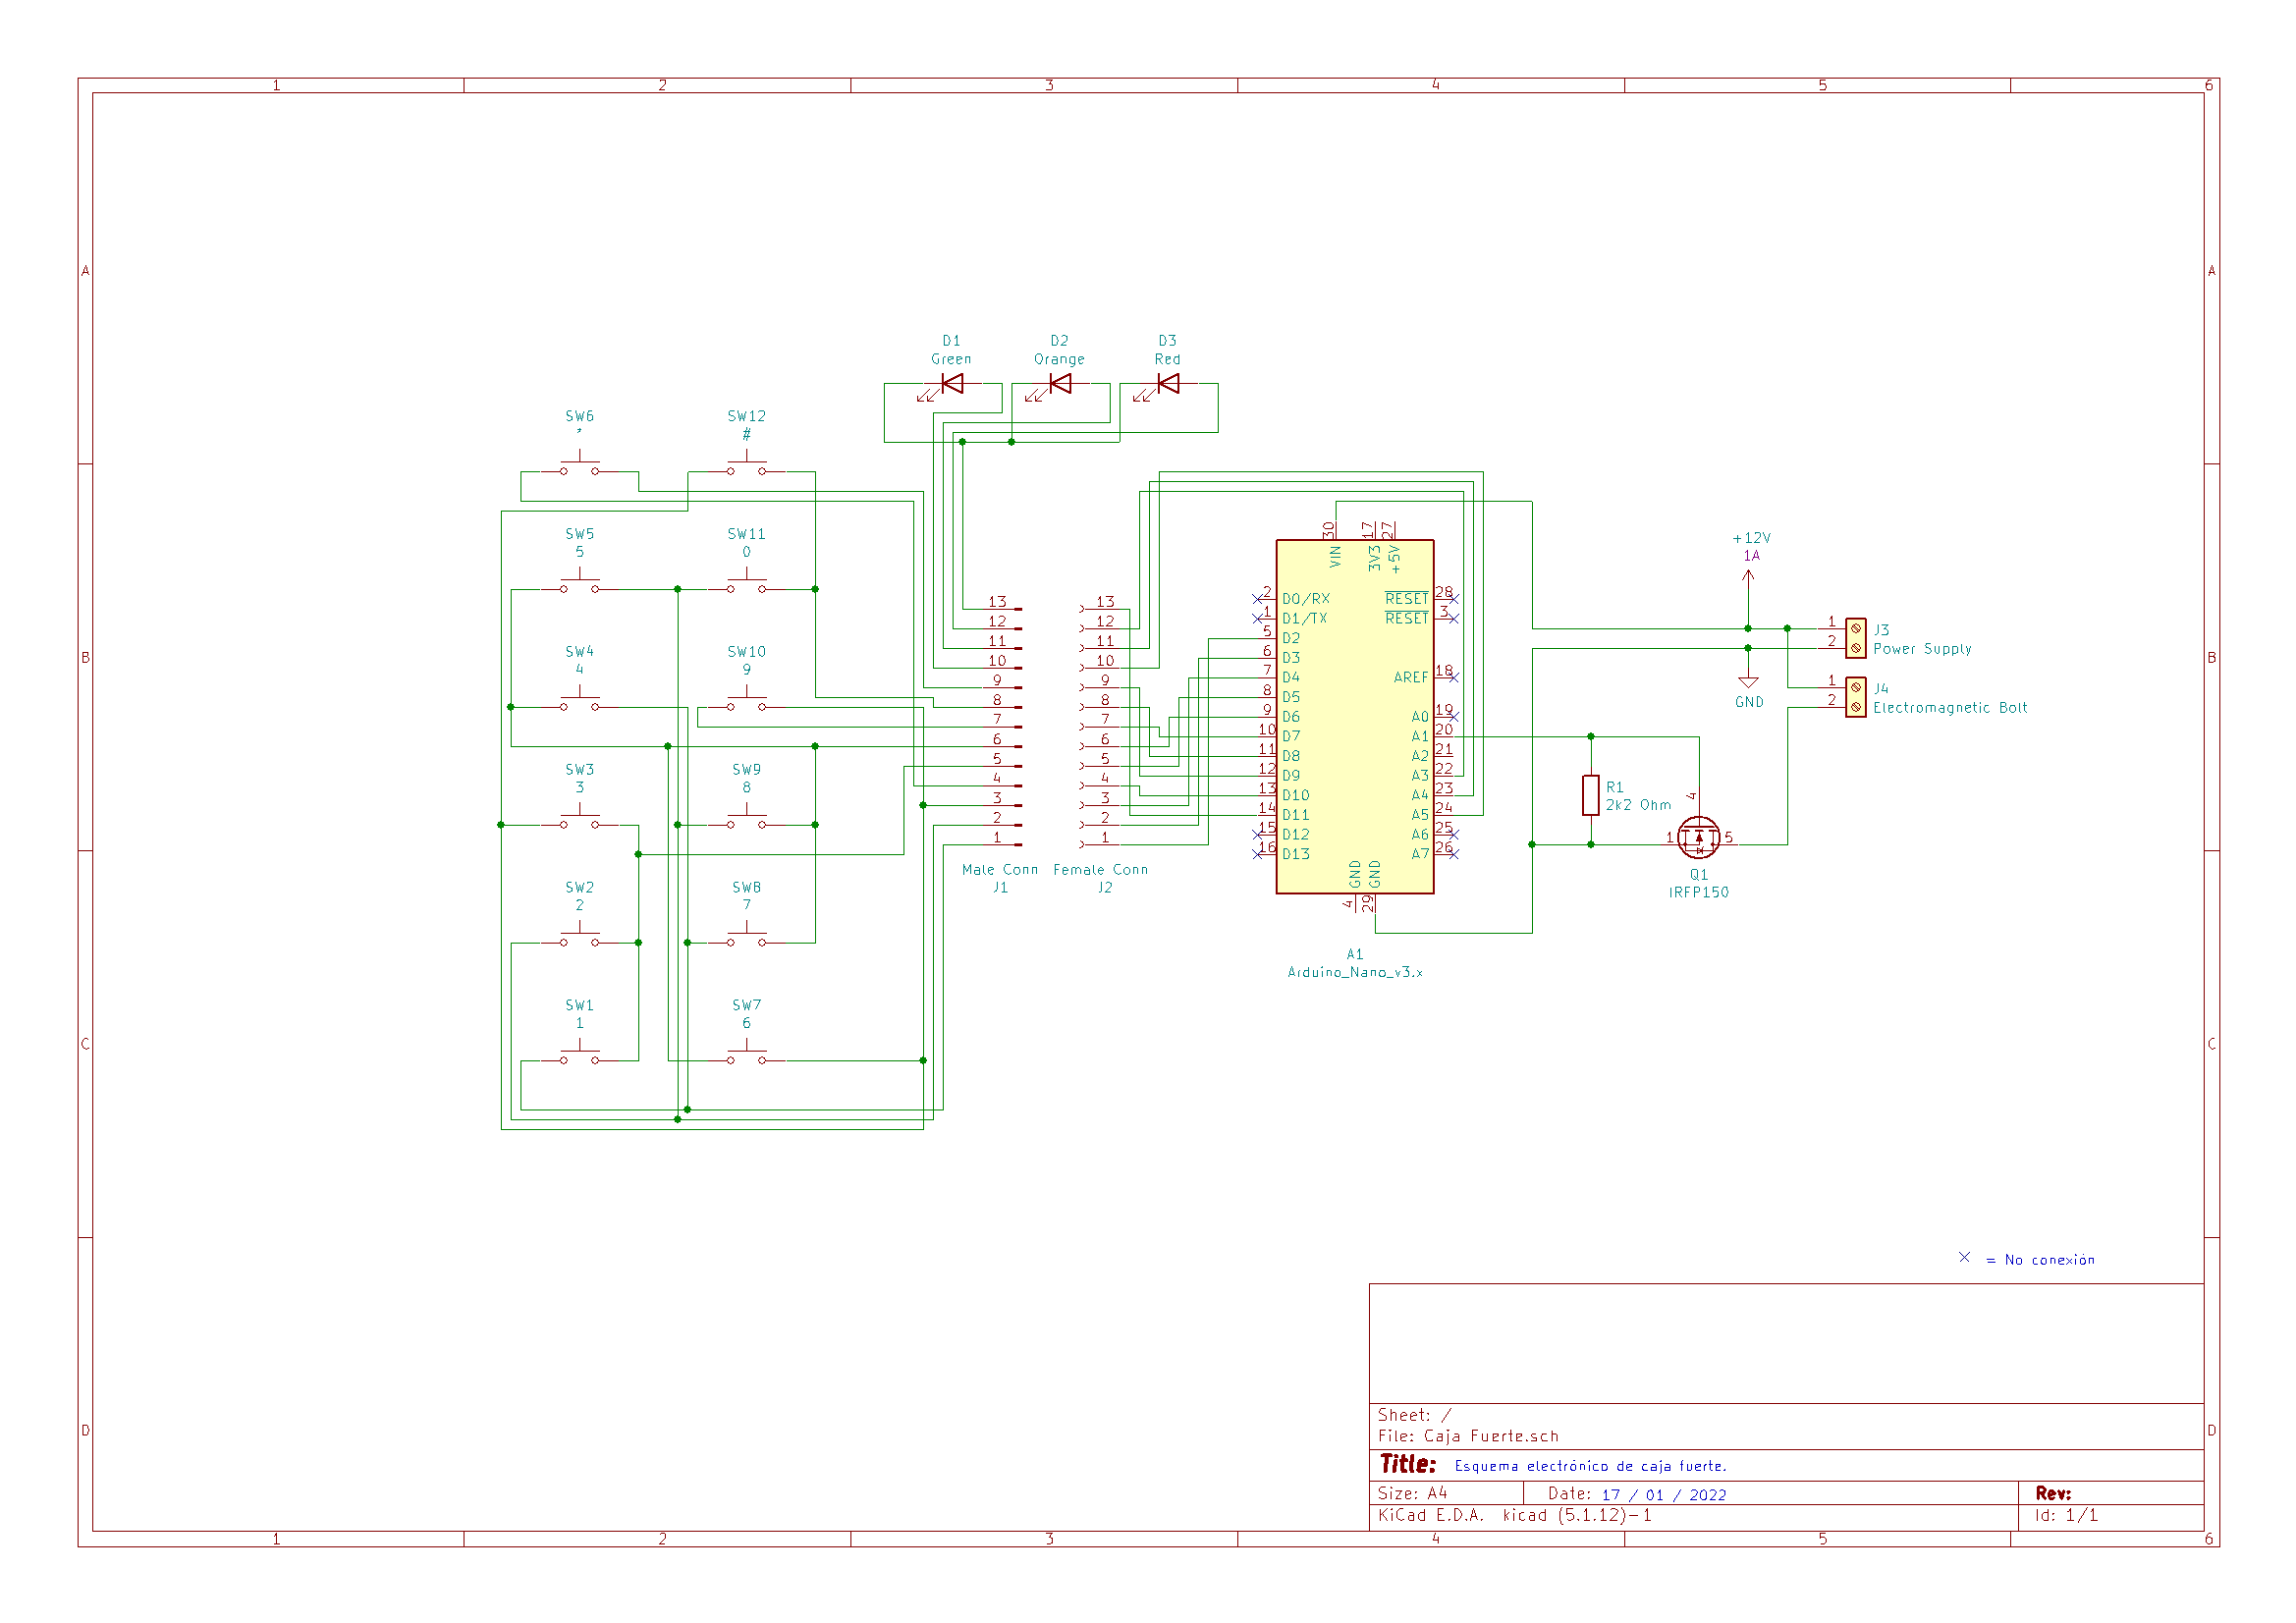 1 2 3 4 5 6
A A
D1 D2 D3
Green Orange Red
SW6 SW12
* #
SW5 SW11
5 0
SW4 SW10
4 9
SW3 SW9
3 8
SW2 SW8
2 7
SW1 SW7
1 6
13 13
12 12
11 11
10 10
9 9
8 8
7 7
6 6
5 5
4 4
3 3
2 2
1 1
Male Conn Female Conn
J1 J2
30 17 27
VIN 3V3 +5V
2 D0/RX RESET 28
1 D1/TX RESET 3
5 D2
6 D3
7 D4 AREF 18
8 D5
9 D6 A0 19
10 D7 A1 20
11 D8 A2 21
12 D9 A3 22
13 D10 A4 23
14 D11 A5 24
15 D12 A6 25
16 D13 A7 26
GND GND
4 29
A1
Arduino_Nano_v3.x
+12V
1A
1 J3
2 Power Supply
1 J4
2 Electromagnetic Bolt
GND
R1
2k2 Ohm
4
1 5
Q1
IRFP150
B B
C C
D D
= No conexión
Sheet: /
File: Caja Fuerte.sch
Title: Esquema electrónico de caja fuerte.
Size: A4 Date: 17 / 01 / 2022 Rev:
KiCad E.D.A. kicad (5.1.12)-1 Id: 1/1
1 2 3 4 5 6